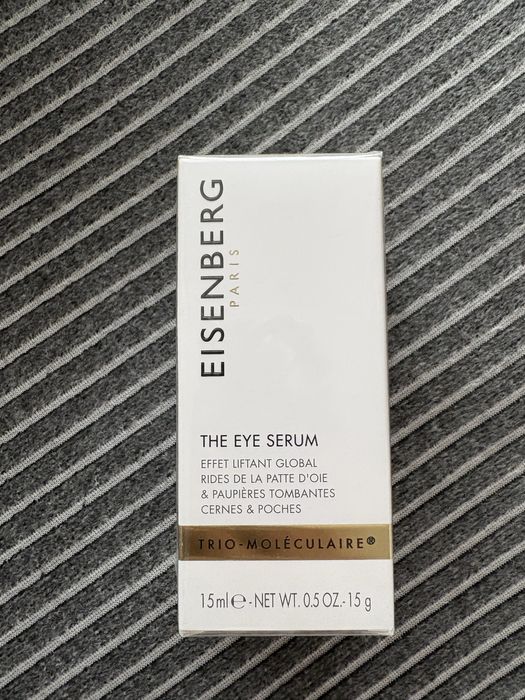 EISENBERG
PARIS
THE EYE SERUM
EFFET LIFTANT GLOBAL
RIDES DE LA PATTE D'OIE
& PAUPIÈRES TOMBANTES
CERNES & POCHES
TRIO-MOLÉCULAIRE®
15ml℮-NET WT. 0.5 OZ.-15g